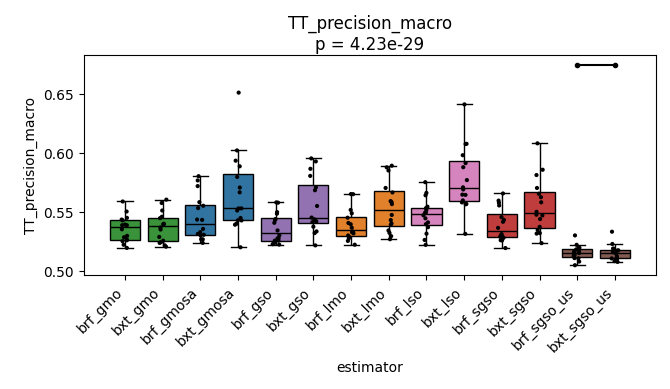 TT_precision_macro
p = 4.23e-29
TT_precision_macro
0.65
0.60
0.55
0.50
brf_gmo
bxt_gmo
brf_gmosa
bxt_gmosa
brf_gso
bxt_gso
brf_lmo
bxt_lmo
brf_lso
bxt_lso
brf_sgso
bxt_sgso
brf_sgso_us
bxt_sgso_us
estimator